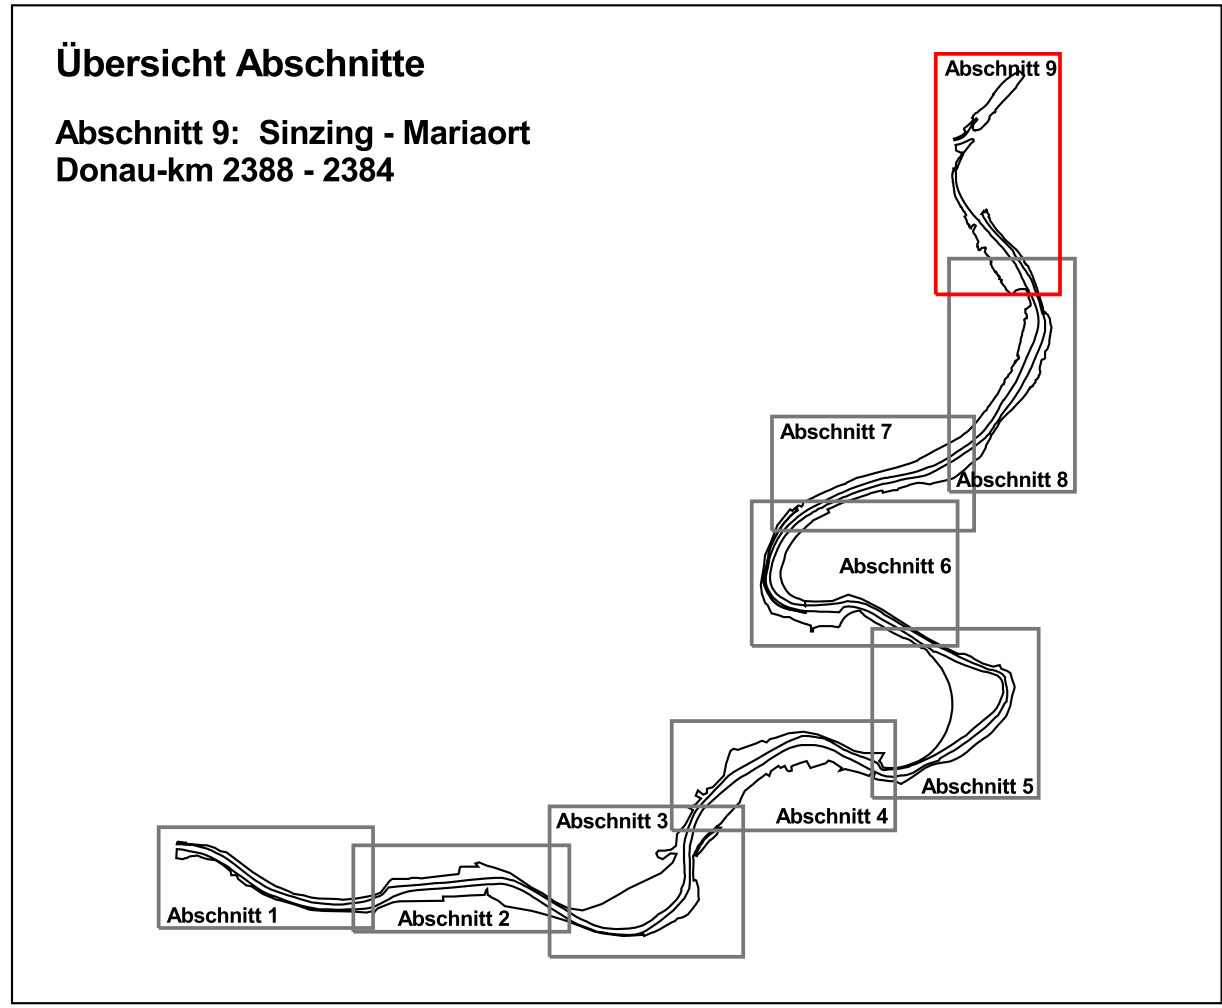 Übersicht Abschnitte
Abschnitt 9: Sinzing - Mariaort
Donau-km 2388 - 2384
Abschnitt 9
Abschnitt 7
Abschnitt 8
Abschnitt 6
Abschnitt 5
Abschnitt 3
Abschnitt 4
Abschnitt 1
Abschnitt 2